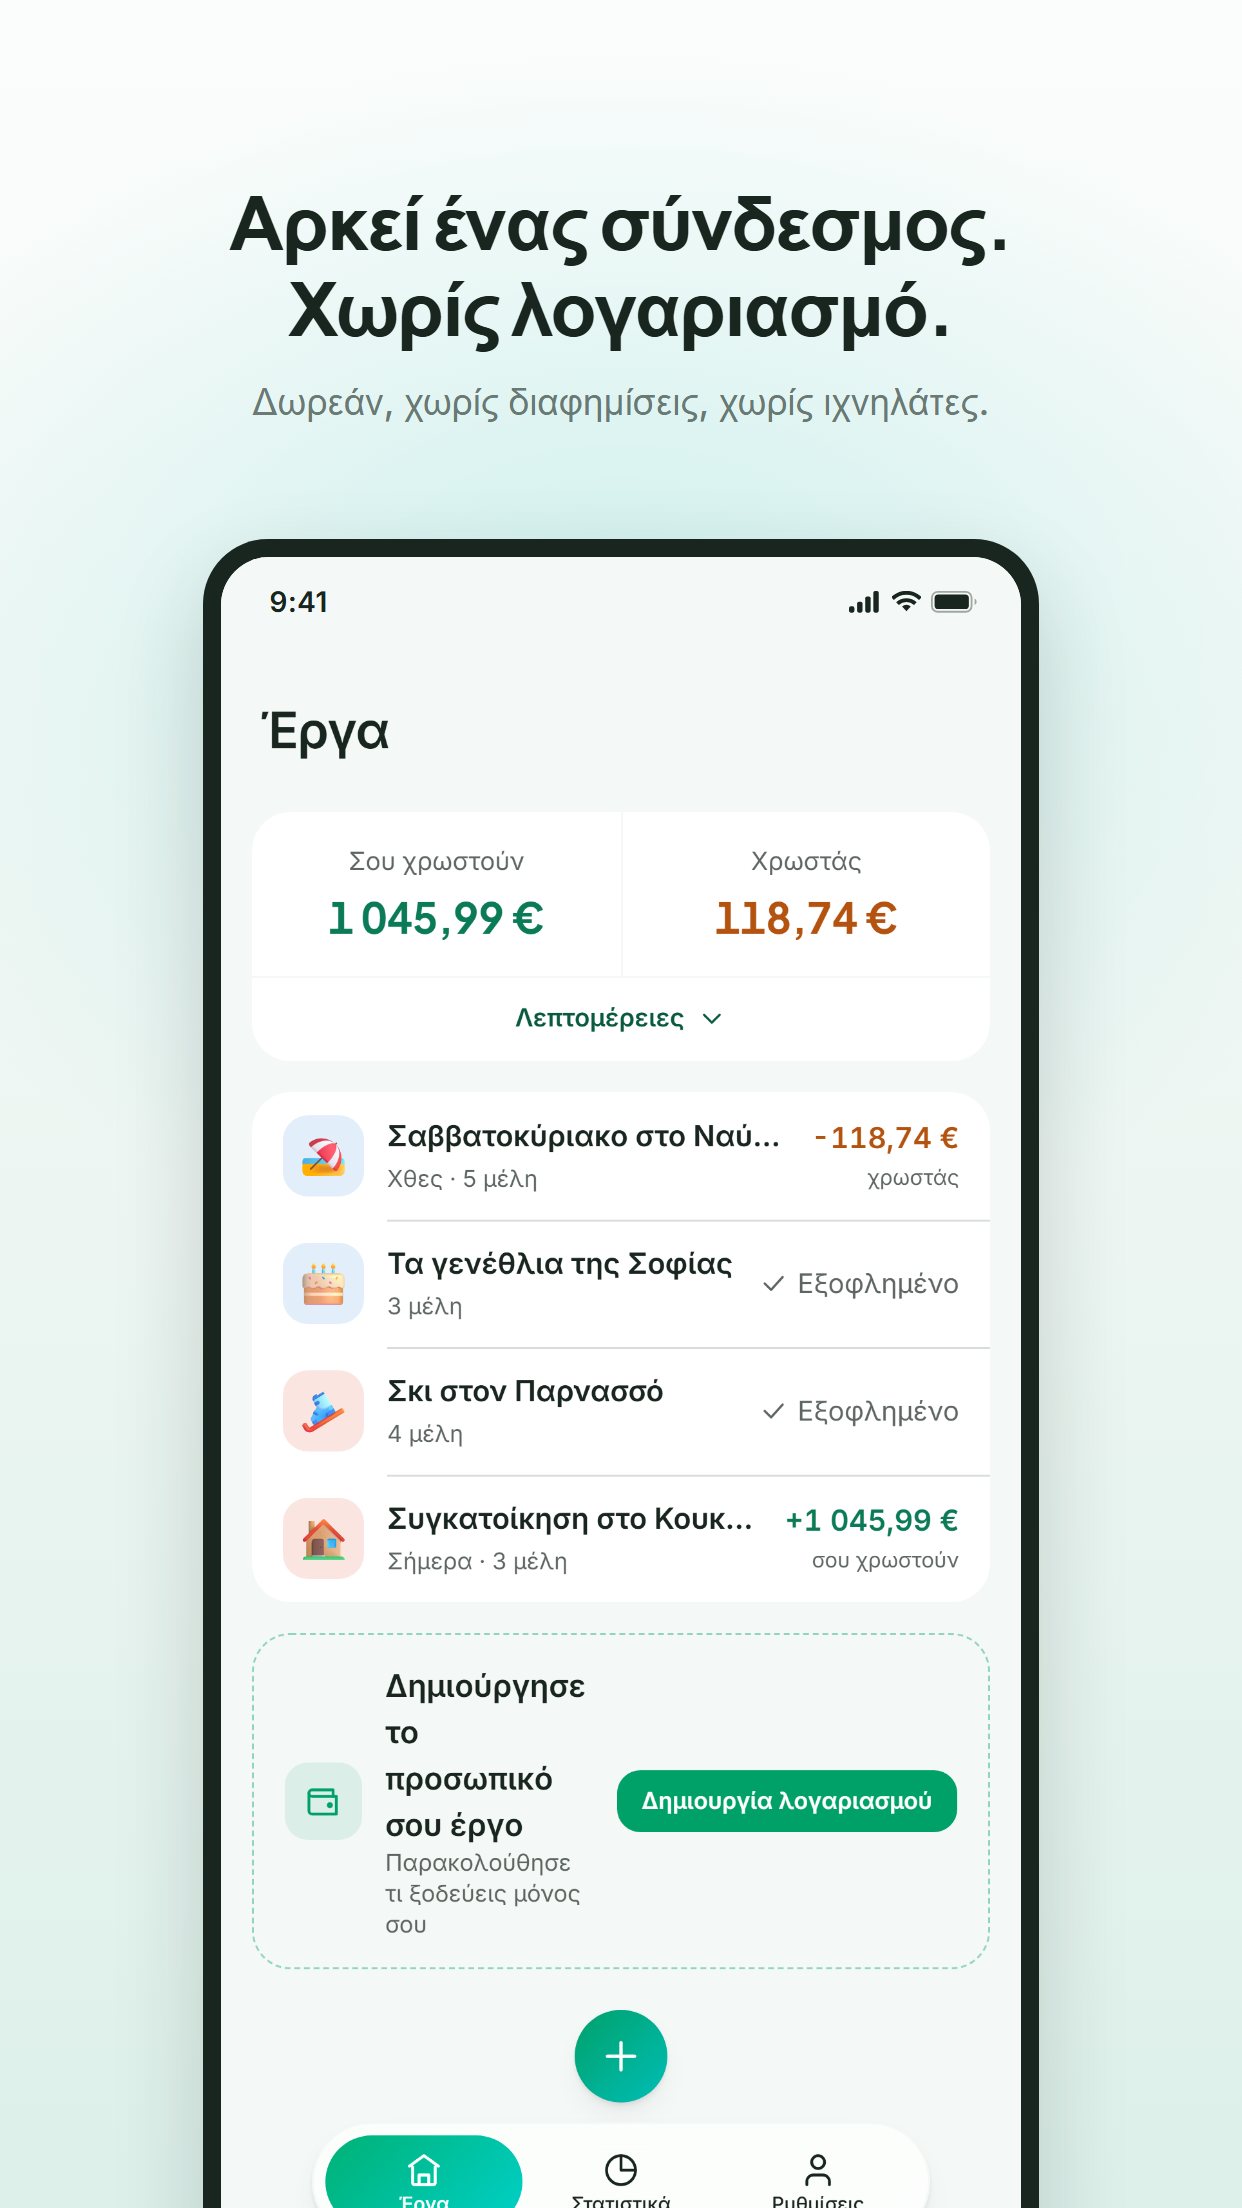 Αρκεί ένας σύνδεσμος.
Χωρίς λογαριασμό.
Δωρεάν, χωρίς διαφημίσεις, χωρίς ιχνηλάτες.
9:41
Έργα
Σου χρωστούν
1 045,99 €
Χρωστάς
118,74 €
Λεπτομέρειες
Σαββατοκύριακο στο Ναύ...
-118,74 €
Χθες · 5 μέλη
χρωστάς
Τα γενέθλια της Σοφίας
3 μέλη
Εξοφλημένο
Σκι στον Παρνασσό
4 μέλη
Εξοφλημένο
Συγκατοίκηση στο Κουκ...
+1 045,99 €
Σήμερα · 3 μέλη
σου χρωστούν
Δημιούργησε
το
προσωπικό
σου έργο
Παρακολούθησε
τι ξοδεύεις μόνος
σου
Δημιουργία λογαριασμού
Έργα
Στατιστικά
Ρυθμίσεις